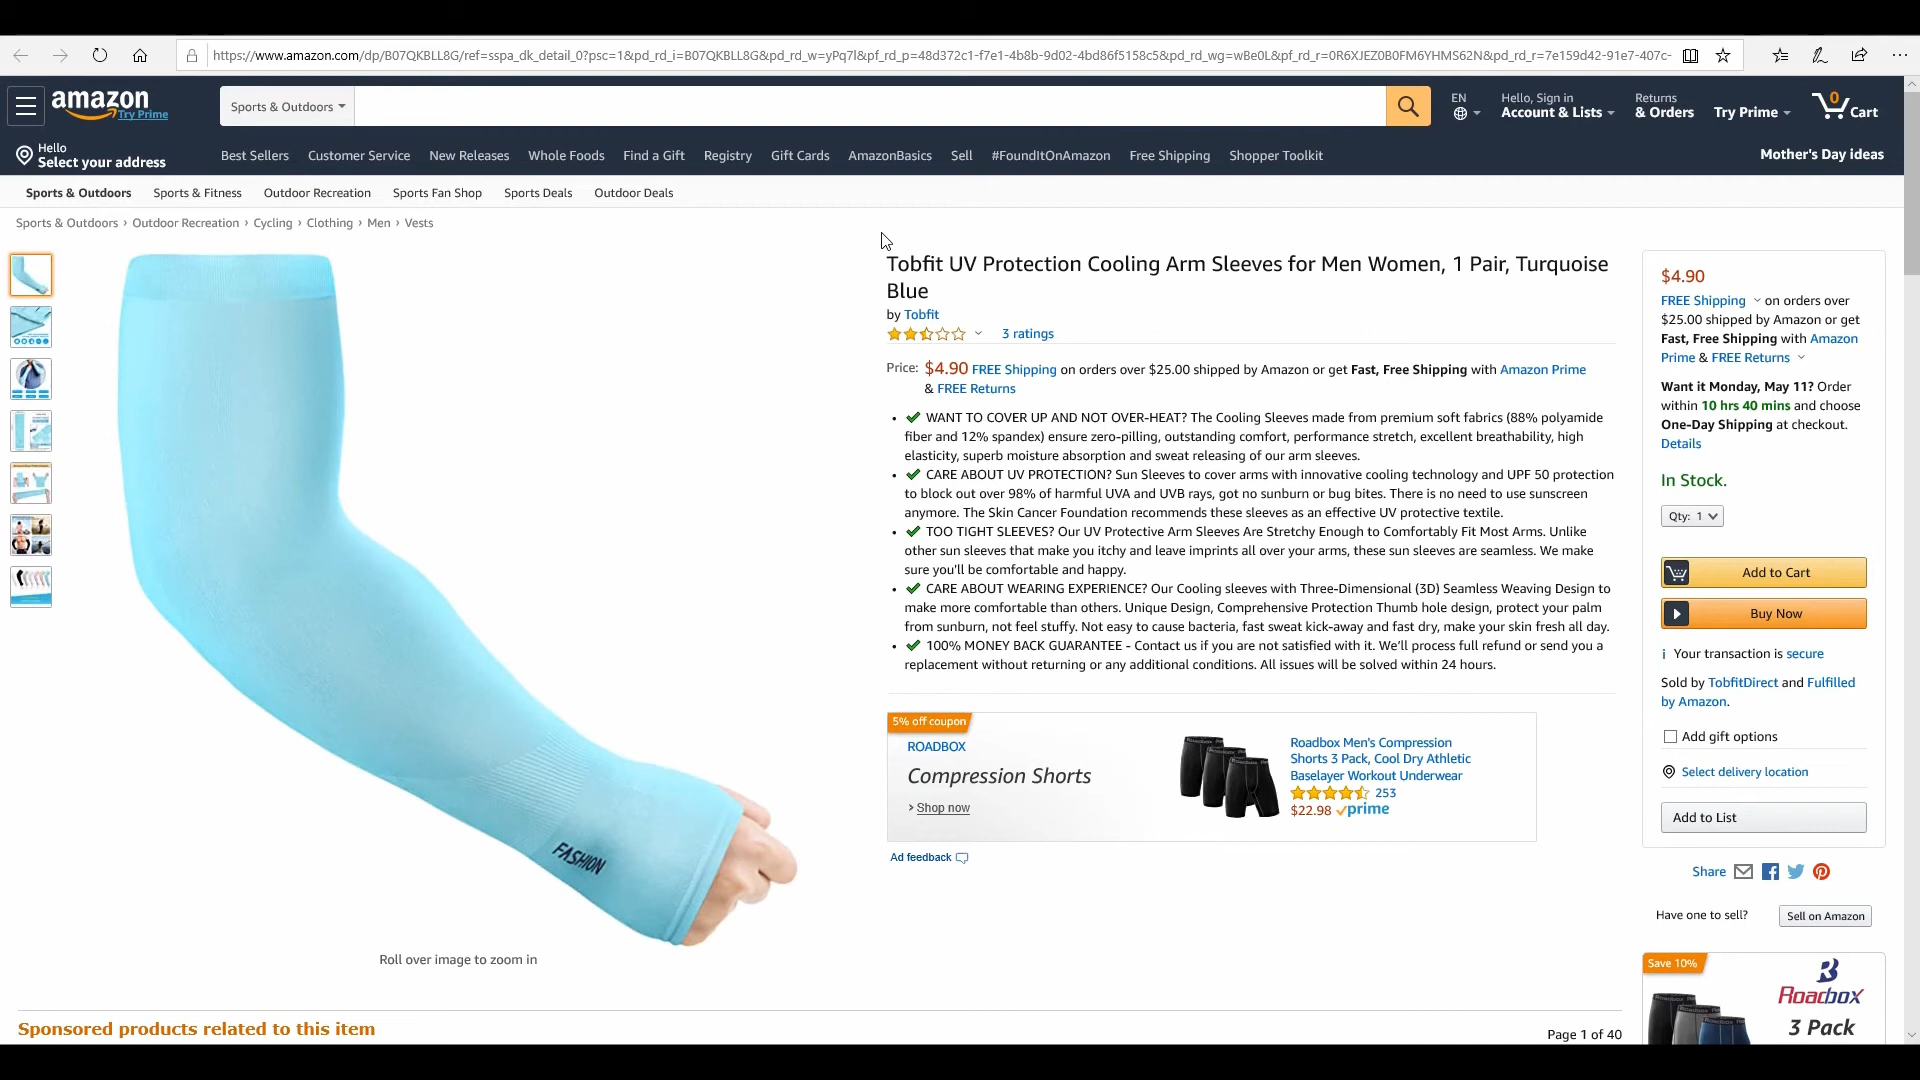 https://www.amazon.com/dp/B07QKBLL8G/ref=sspa_dk_detail_0?psc=1&pd_rd_i=B07QKBLL8G&pd_rd_w=yPq7l&pf_rd_p=48d372c1-f7e1-4b8b-9d02-4bd86f5158c5&pd_rd_wg=wBe0L&pf_rd_r=0R6XJEZ0B0FM6YHMS62N&pd_rd_r=7e159d42-91e7-407c-
amazon
Try Prime
Sports & Outdoors
EN
Hello, Sign in
Account & Lists
Returns
& Orders
Try Prime
0
Cart
Hello
Select your address
Best Sellers Customer Service New Releases Whole Foods Find a Gift Registry Gift Cards AmazonBasics Sell #FoundItOnAmazon Free Shipping Shopper Toolkit
Mother's Day ideas
Sports & Outdoors Sports & Fitness Outdoor Recreation Sports Fan Shop Sports Deals Outdoor Deals
Sports & Outdoors › Outdoor Recreation › Cycling › Clothing › Men › Vests
FASHION
Roll over image to zoom in
Tobfit UV Protection Cooling Arm Sleeves for Men Women, 1 Pair, Turquoise
Blue
by Tobfit
3 ratings
Price: $4.90 FREE Shipping on orders over $25.00 shipped by Amazon or get Fast, Free Shipping with Amazon Prime
& FREE Returns
• ✔ WANT TO COVER UP AND NOT OVER-HEAT? The Cooling Sleeves made from premium soft fabrics (88% polyamide
fiber and 12% spandex) ensure zero-pilling, outstanding comfort, performance stretch, excellent breathability, high
elasticity, superb moisture absorption and sweat releasing of our arm sleeves.
• ✔ CARE ABOUT UV PROTECTION? Sun Sleeves to cover arms with innovative cooling technology and UPF 50 protection
to block out over 98% of harmful UVA and UVB rays, got no sunburn or bug bites. There is no need to use sunscreen
anymore. The Skin Cancer Foundation recommends these sleeves as an effective UV protective textile.
• ✔ TOO TIGHT SLEEVES? Our UV Protective Arm Sleeves Are Stretchy Enough to Comfortably Fit Most Arms. Unlike
other sun sleeves that make you itchy and leave imprints all over your arms, these sun sleeves are seamless. We make
sure you'll be comfortable and happy.
• ✔ CARE ABOUT WEARING EXPERIENCE? Our Cooling sleeves with Three-Dimensional (3D) Seamless Weaving Design to
make more comfortable than others. Unique Design, Comprehensive Protection Thumb hole design, protect your palm
from sunburn, not feel stuffy. Not easy to cause bacteria, fast sweat kick-away and fast dry, make your skin fresh all day.
• ✔ 100% MONEY BACK GUARANTEE - Contact us if you are not satisfied with it. We'll process full refund or send you a
replacement without returning or any additional conditions. All issues will be solved within 24 hours.
5% off coupon
ROADBOX
Compression Shorts
› Shop now
Roadbox Men's Compression
Shorts 3 Pack, Cool Dry Athletic
Baselayer Workout Underwear
253
$22.98 prime
Ad feedback
$4.90
FREE Shipping on orders over
$25.00 shipped by Amazon or get
Fast, Free Shipping with Amazon
Prime & FREE Returns
Want it Monday, May 11? Order
within 10 hrs 40 mins and choose
One-Day Shipping at checkout.
Details
In Stock.
Qty: 1
Add to Cart
Buy Now
Your transaction is secure
Sold by TobfitDirect and Fulfilled
by Amazon.
Add gift options
Select delivery location
Add to List
Share
Have one to sell?
Sell on Amazon
Save 10%
Roadbox
3 Pack
Sponsored products related to this item
Page 1 of 40